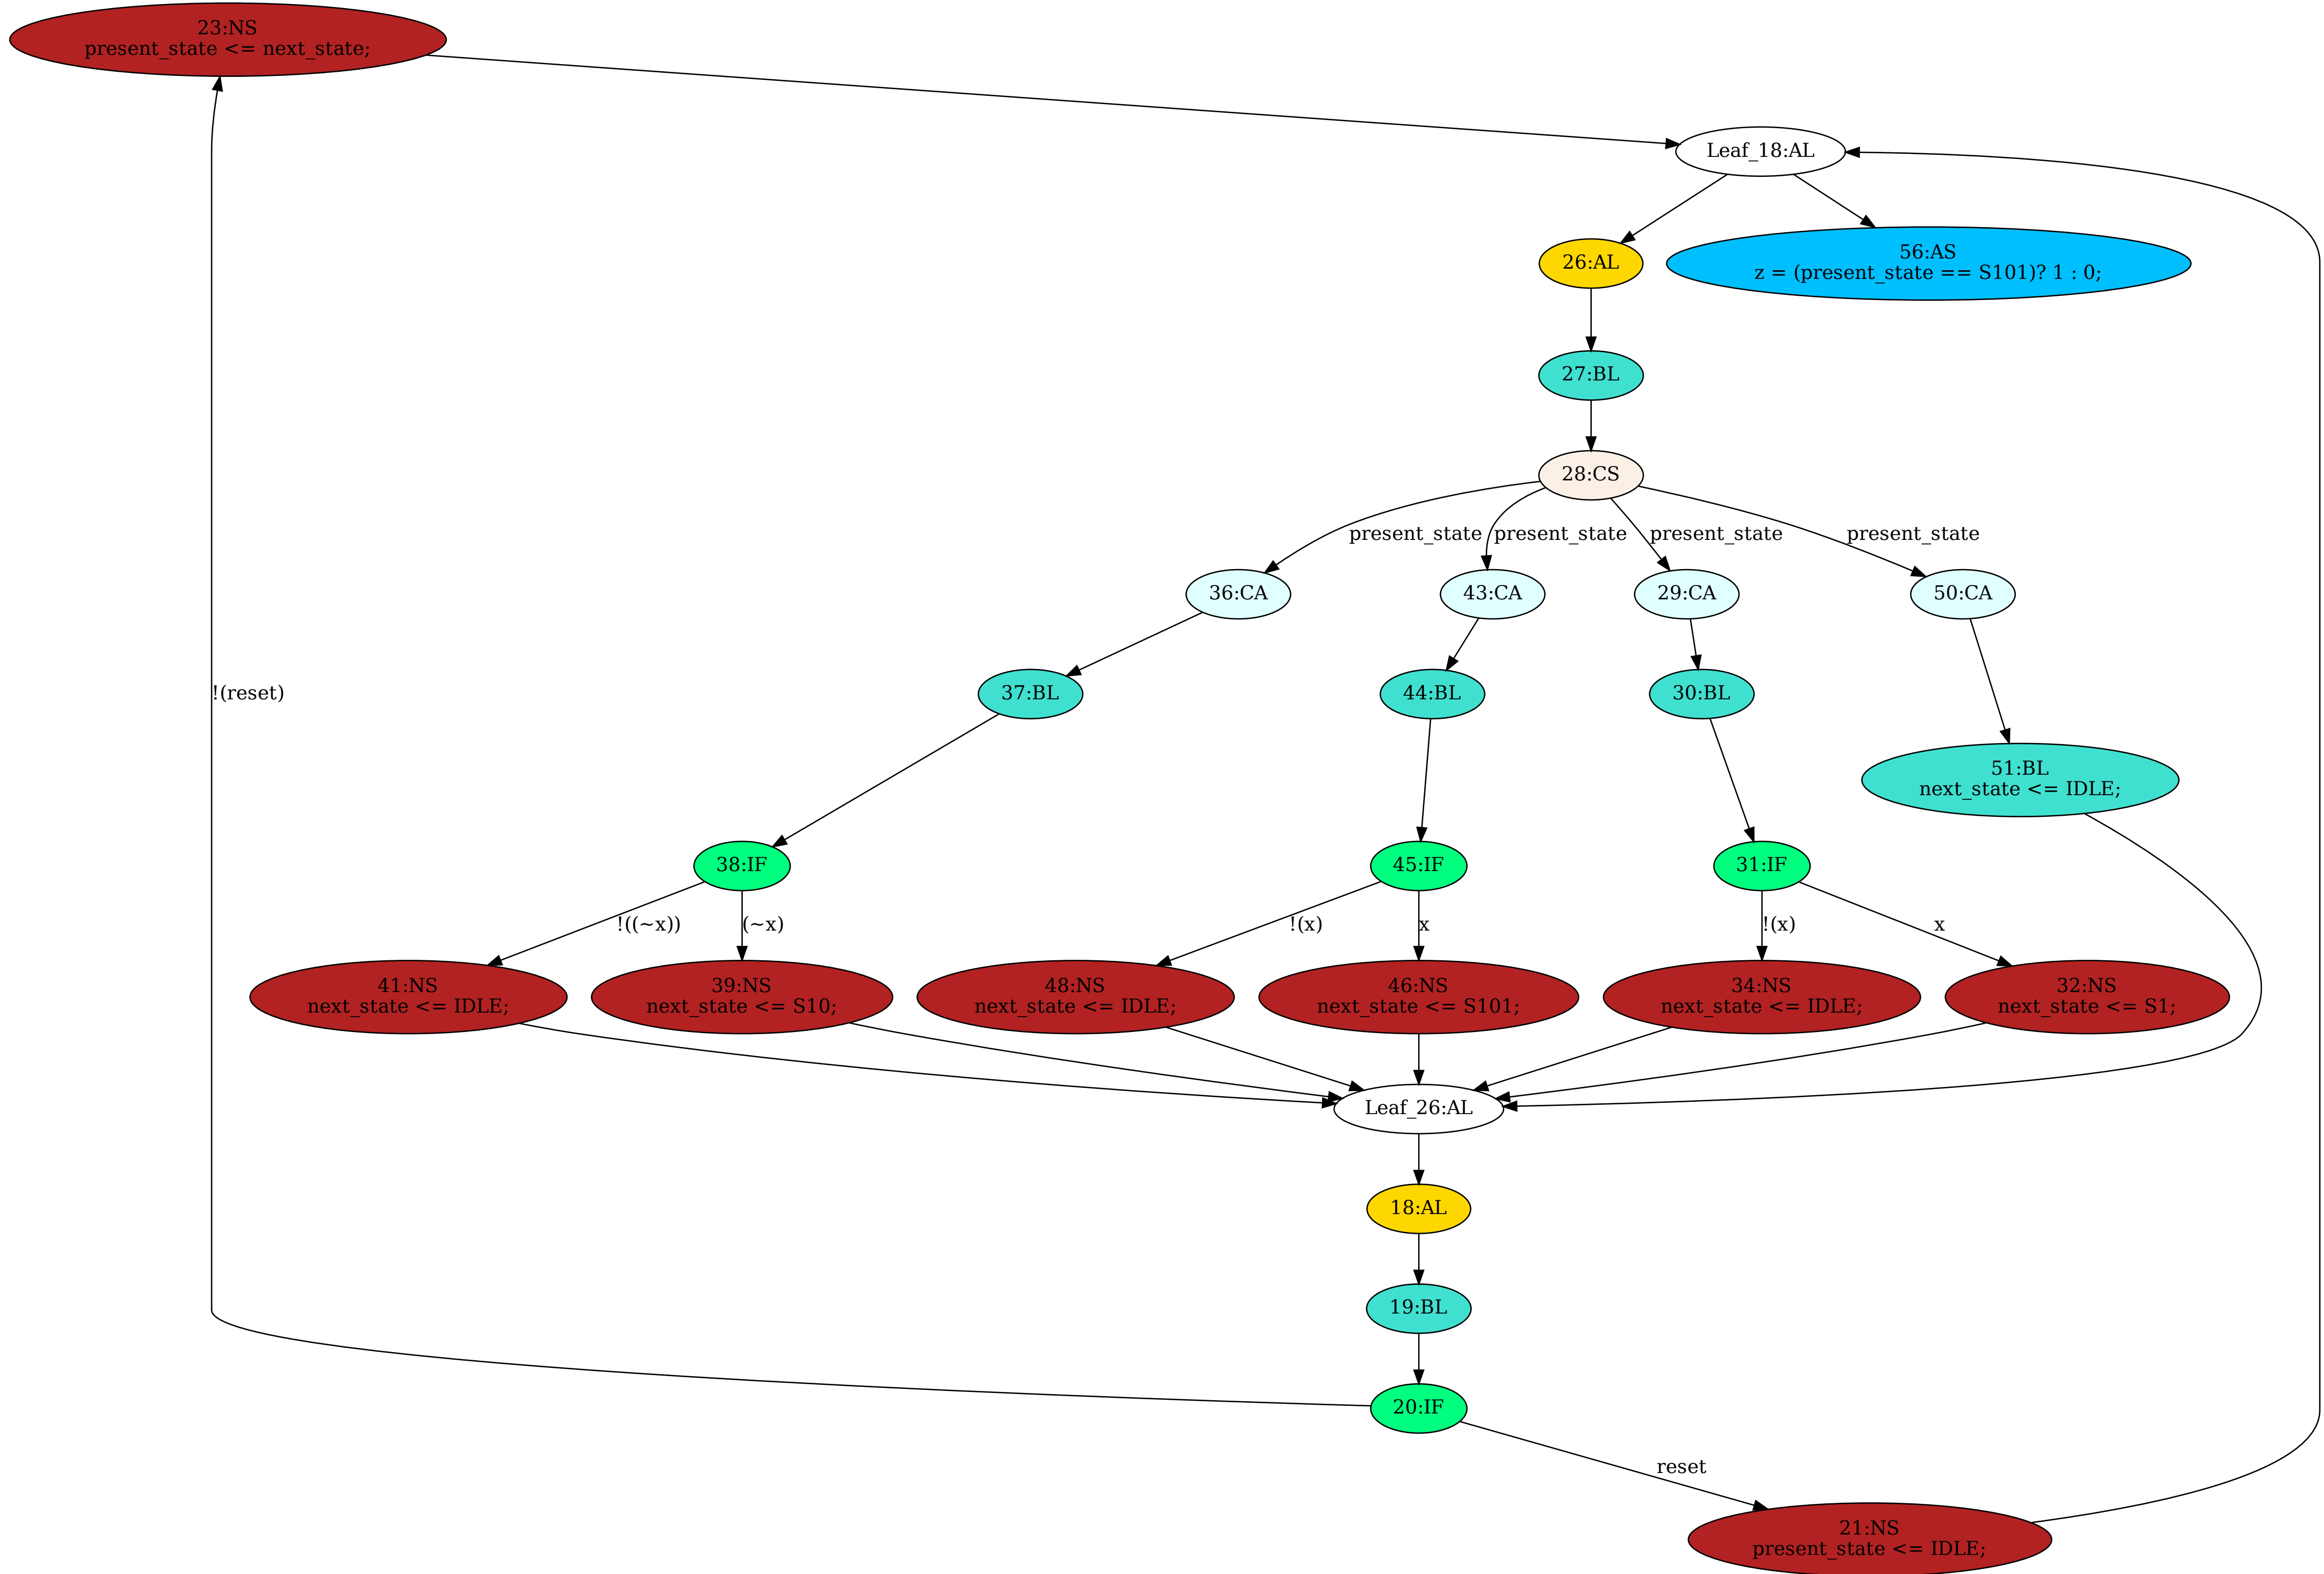 23:NS
present_state <= next_state;
Leaf_18:AL
26:AL
56:AS
z = (present_state == S101)? 1 : 0;
27:BL
28:CS
present_state
present_state
present_state
present_state
36:CA
43:CA
29:CA
50:CA
!(reset)
37:BL
44:BL
30:BL
51:BL
next_state <= IDLE;
38:IF
45:IF
31:IF
!((~x))
(~x)
!(x)
x
!(x)
x
41:NS
next_state <= IDLE;
39:NS
next_state <= S10;
48:NS
next_state <= IDLE;
46:NS
next_state <= S101;
34:NS
next_state <= IDLE;
32:NS
next_state <= S1;
Leaf_26:AL
18:AL
19:BL
20:IF
reset
21:NS
present_state <= IDLE;